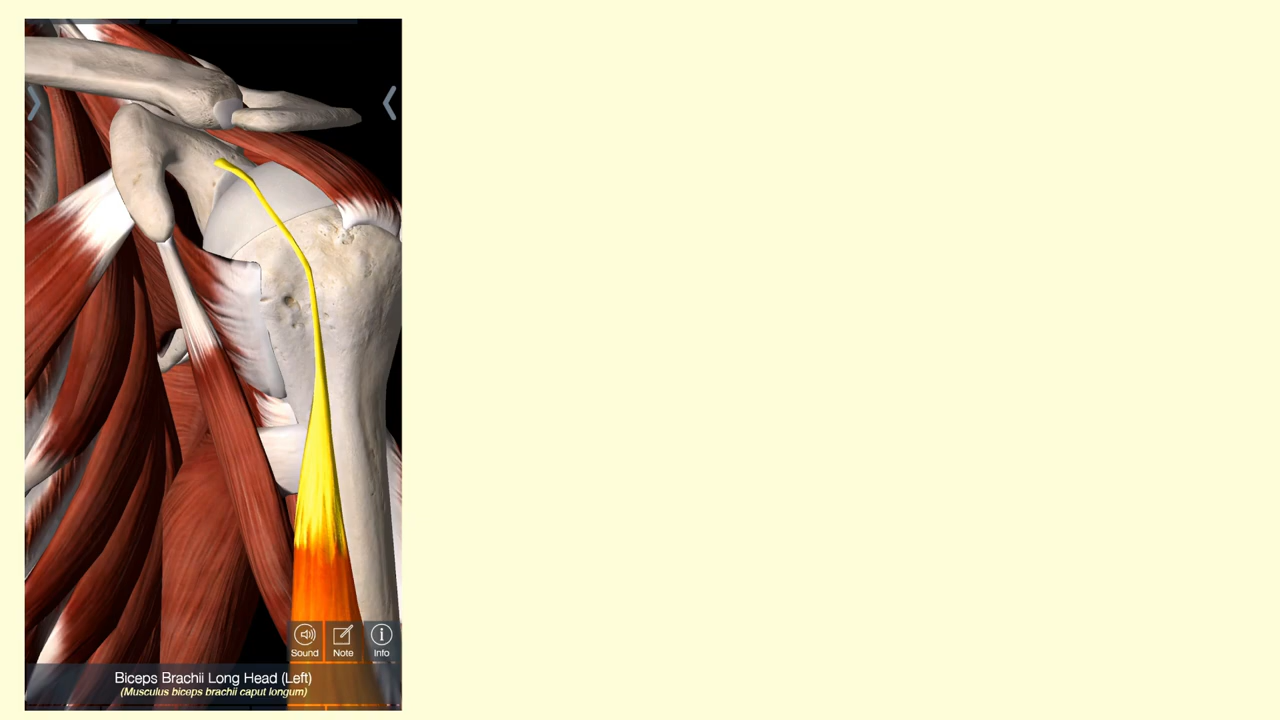 Sound Note Info
Biceps Brachii Long Head (Left)
(Musculus biceps brachii caput longum)